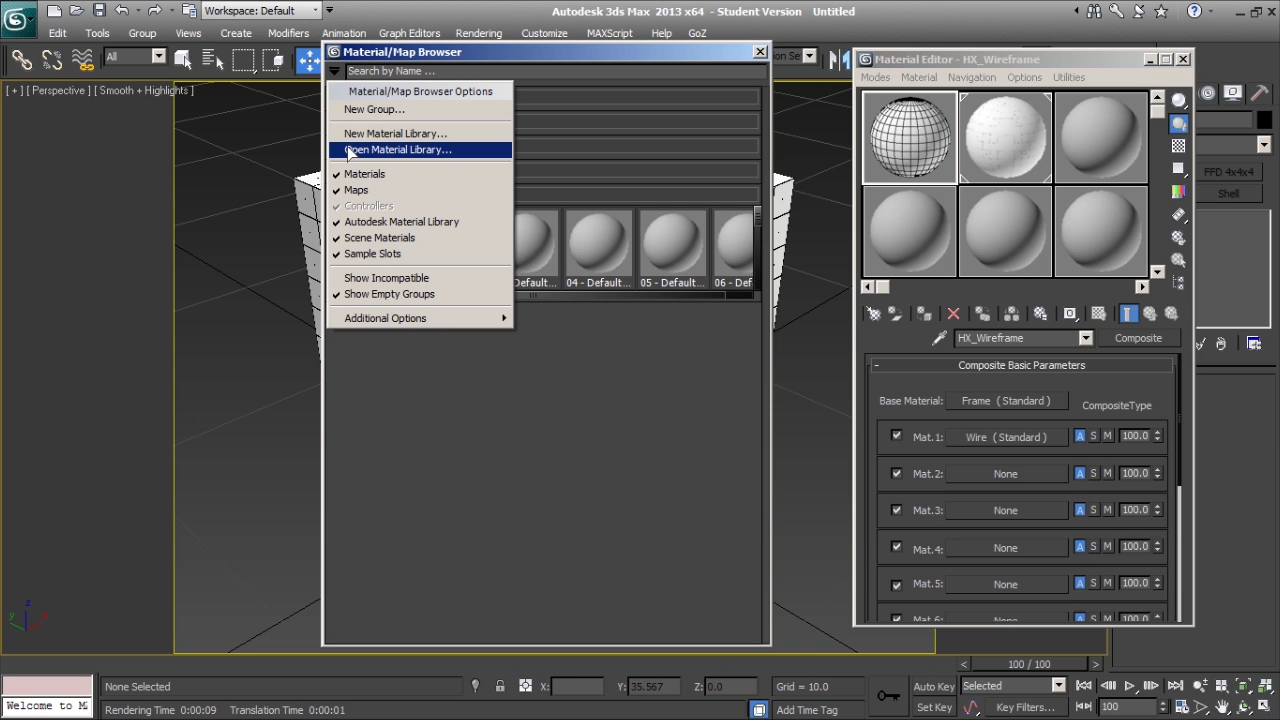 Workspace: Default
Autodesk 3ds Max 2013 x64 - Student Version Untitled
Edit Tools Group Views Create Modifiers Animation Graph Editors Rendering Customize MAXScript Help GoZ
All
[ + ] [ Perspective ] [ Smooth + Highlights ]
Material/Map Browser
Search by Name ...
Material/Map Browser Options
New Group...
New Material Library...
Open Material Library...
Materials
Maps
Controllers
Autodesk Material Library
Scene Materials
Sample Slots
Show Incompatible
Show Empty Groups
Additional Options
04 - Default... 05 - Default... 06 - Def
Material Editor - HX_Wireframe
Modes Material Navigation Options Utilities
HX_Wireframe Composite
- Composite Basic Parameters
Base Material: Frame ( Standard ) CompositeType
Mat.1: Wire ( Standard ) A S M 100.0
Mat.2: None A S M 100.0
Mat.3: None A S M 100.0
Mat.4: None A S M 100.0
Mat.5: None A S M 100.0
Mat.6: None A S M 100.0
FFD 4x4x4
Shell
z
y x
< 100 / 100 >
None Selected X: Y: 35.567 Z: 0.0 Grid = 10.0 Auto Key Selected
Welcome to M Rendering Time 0:00:09 Translation Time 0:00:01 Add Time Tag Set Key Key Filters... 100